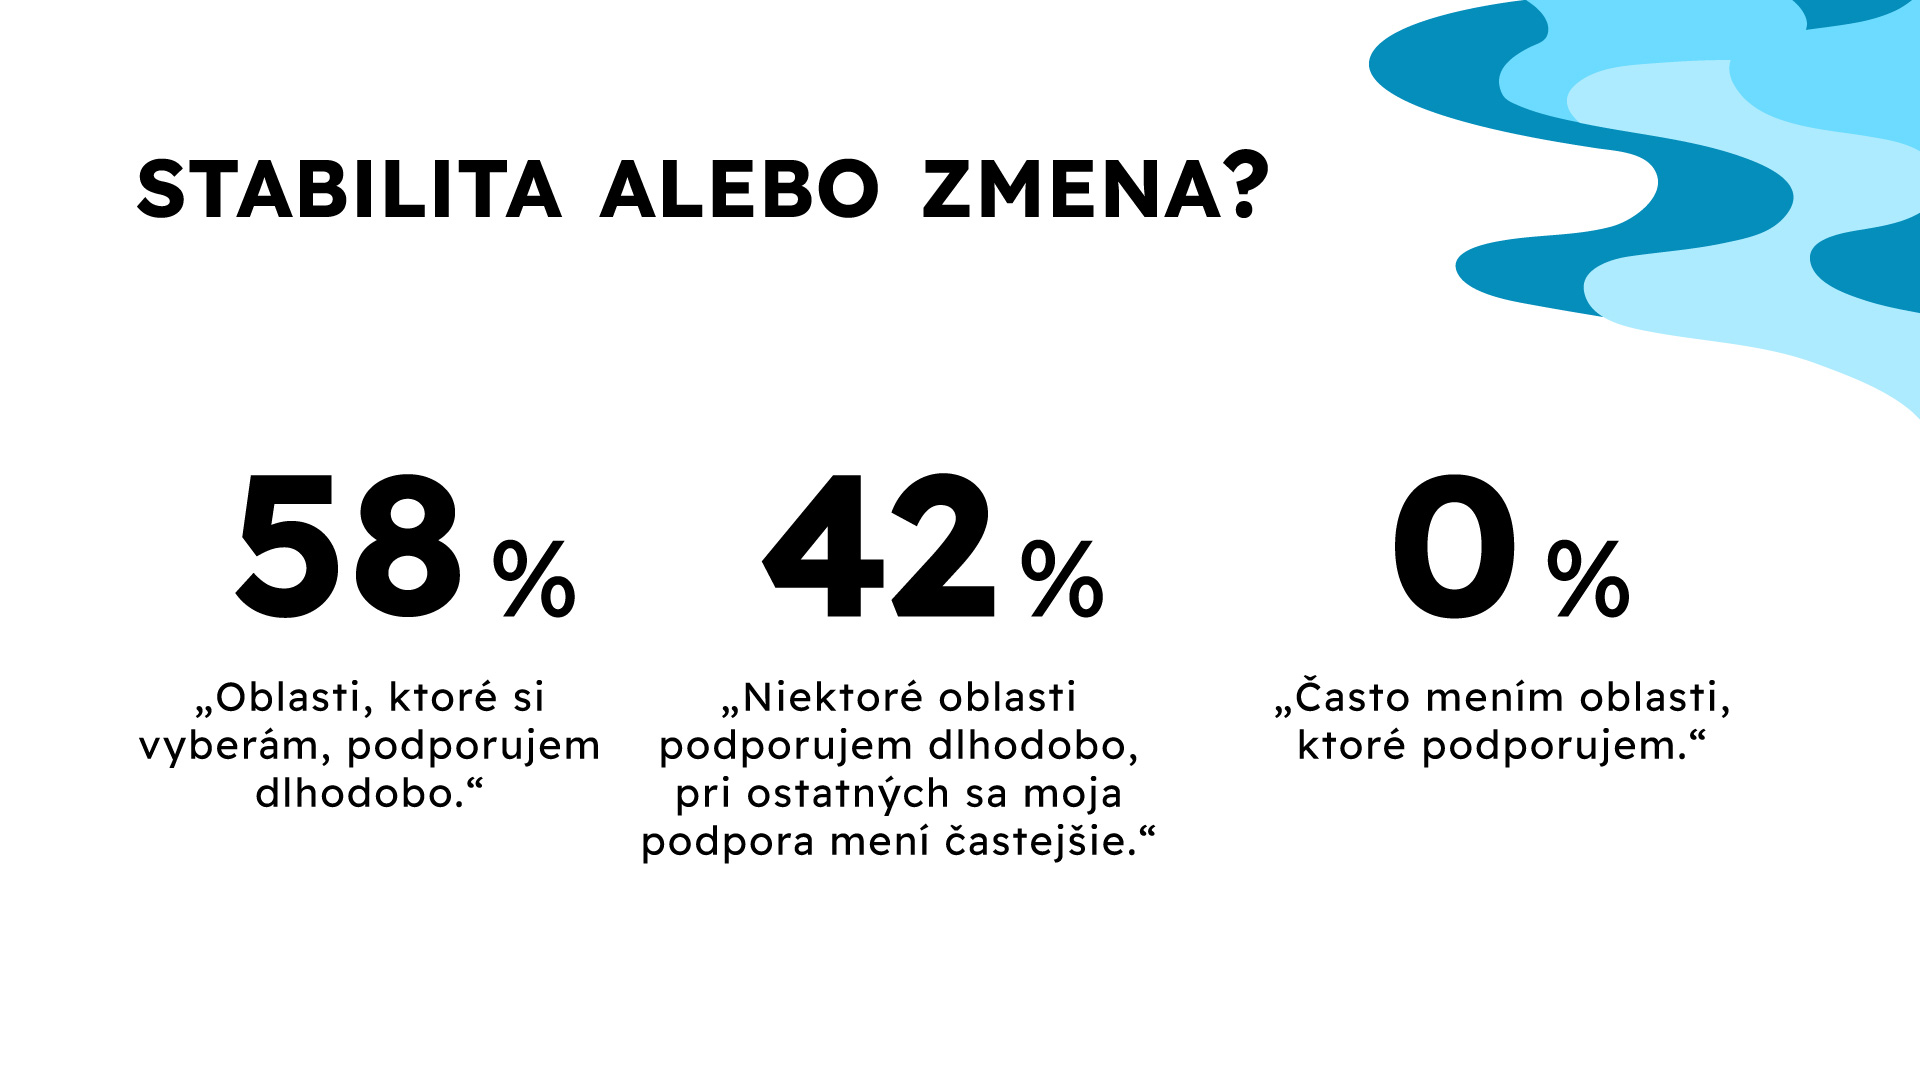 STABILITA ALEBO ZMENA?
58 %
„Oblasti, ktoré si
vyberám, podporujem
dlhodobo.“
42 %
„Niektoré oblasti
podporujem dlhodobo,
pri ostatných sa moja
podpora mení častejšie.“
0 %
„Často mením oblasti,
ktoré podporujem.“